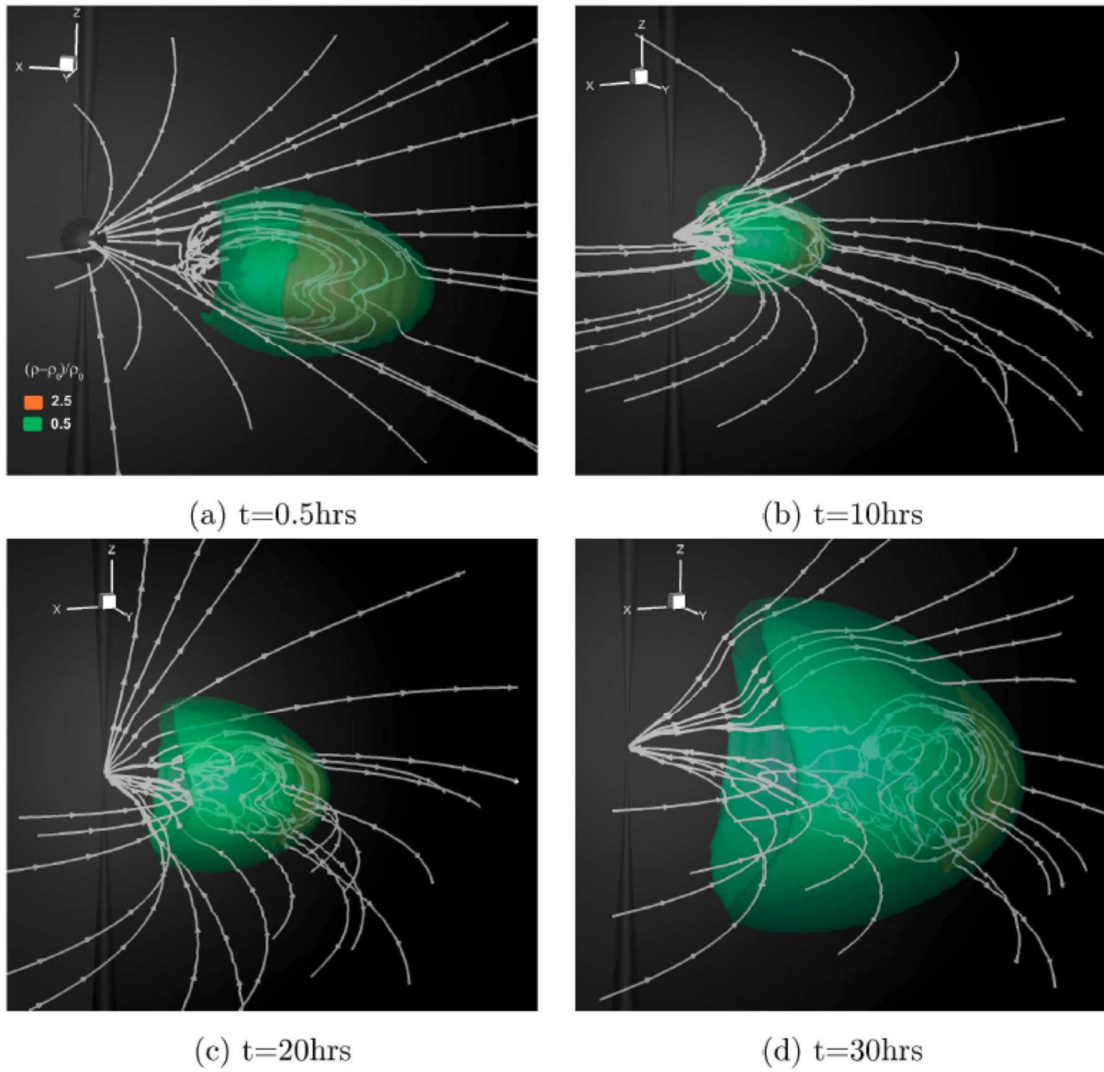 Z
X
Y
(ρ−ρ₀)/ρ₀
2.5
0.5
Z
X
Y
(a) t=0.5hrs
(b) t=10hrs
Z
X
Y
Z
X
Y
(c) t=20hrs
(d) t=30hrs